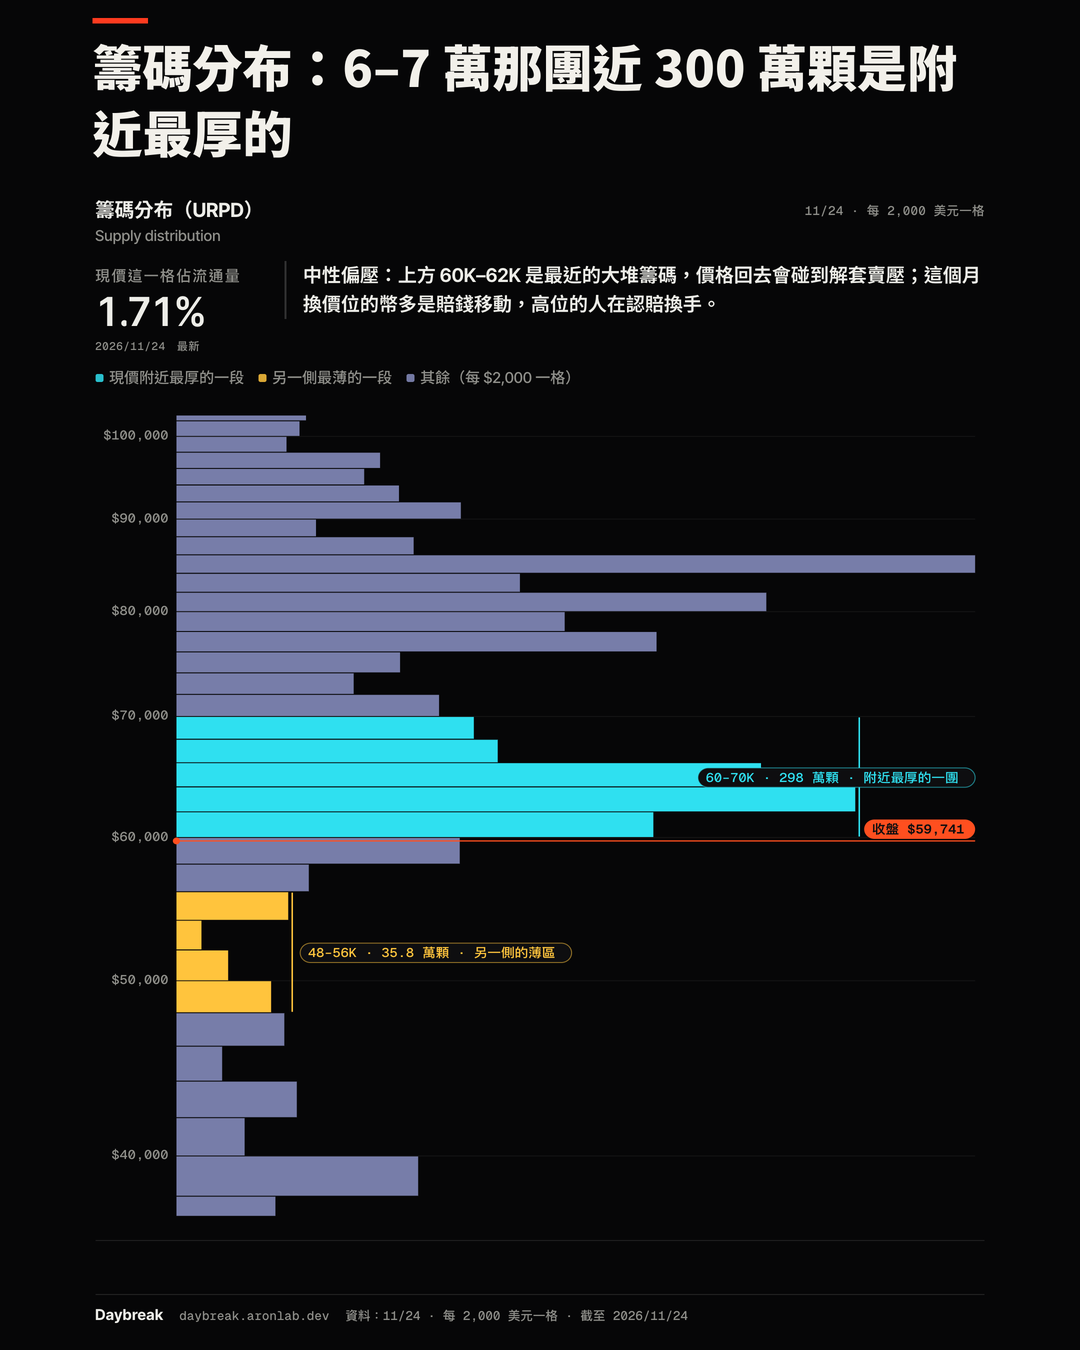 籌碼分布：6–7 萬那團近 300 萬顆是附
近最厚的
籌碼分布（URPD）
11/24 · 每 2,000 美元一格
Supply distribution
現價這一格佔流通量
1.71%
2026/11/24 最新
中性偏壓：上方 60K–62K 是最近的大堆籌碼，價格回去會碰到解套賣壓；這個月
換價位的幣多是賠錢移動，高位的人在認賠換手。
現價附近最厚的一段 另一側最薄的一段 其餘（每 $2,000 一格）
$100,000
$90,000
$80,000
$70,000
60–70K · 298 萬顆 · 附近最厚的一團
收盤 $59,741
$60,000
48–56K · 35.8 萬顆 · 另一側的薄區
$50,000
$40,000
Daybreak daybreak.aronlab.dev 資料：11/24 · 每 2,000 美元一格 · 截至 2026/11/24